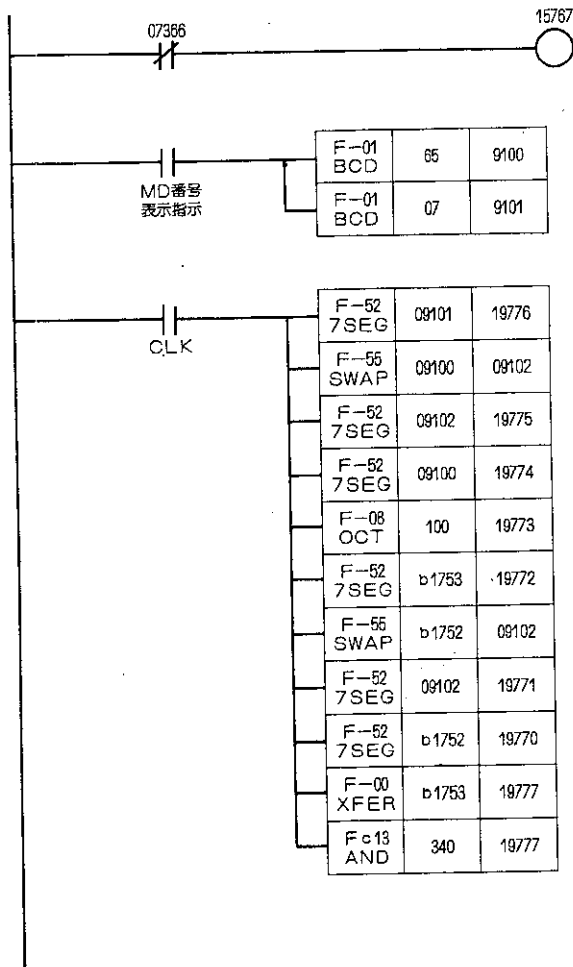 07366
15767
F-01 BCD 65 9100
MD番号
表示指示
F-01 BCD 07 9101
CLK
F-52 7SEG 09101 19776
F-55 SWAP 09100 09102
F-52 7SEG 09102 19775
F-52 7SEG 09100 19774
F-08 OCT 100 19773
F-52 7SEG b1753 19772
F-55 SWAP b1752 09102
F-52 7SEG 09102 19771
F-52 7SEG b1752 19770
F-00 XFER b1753 19777
Fc13 AND 340 19777